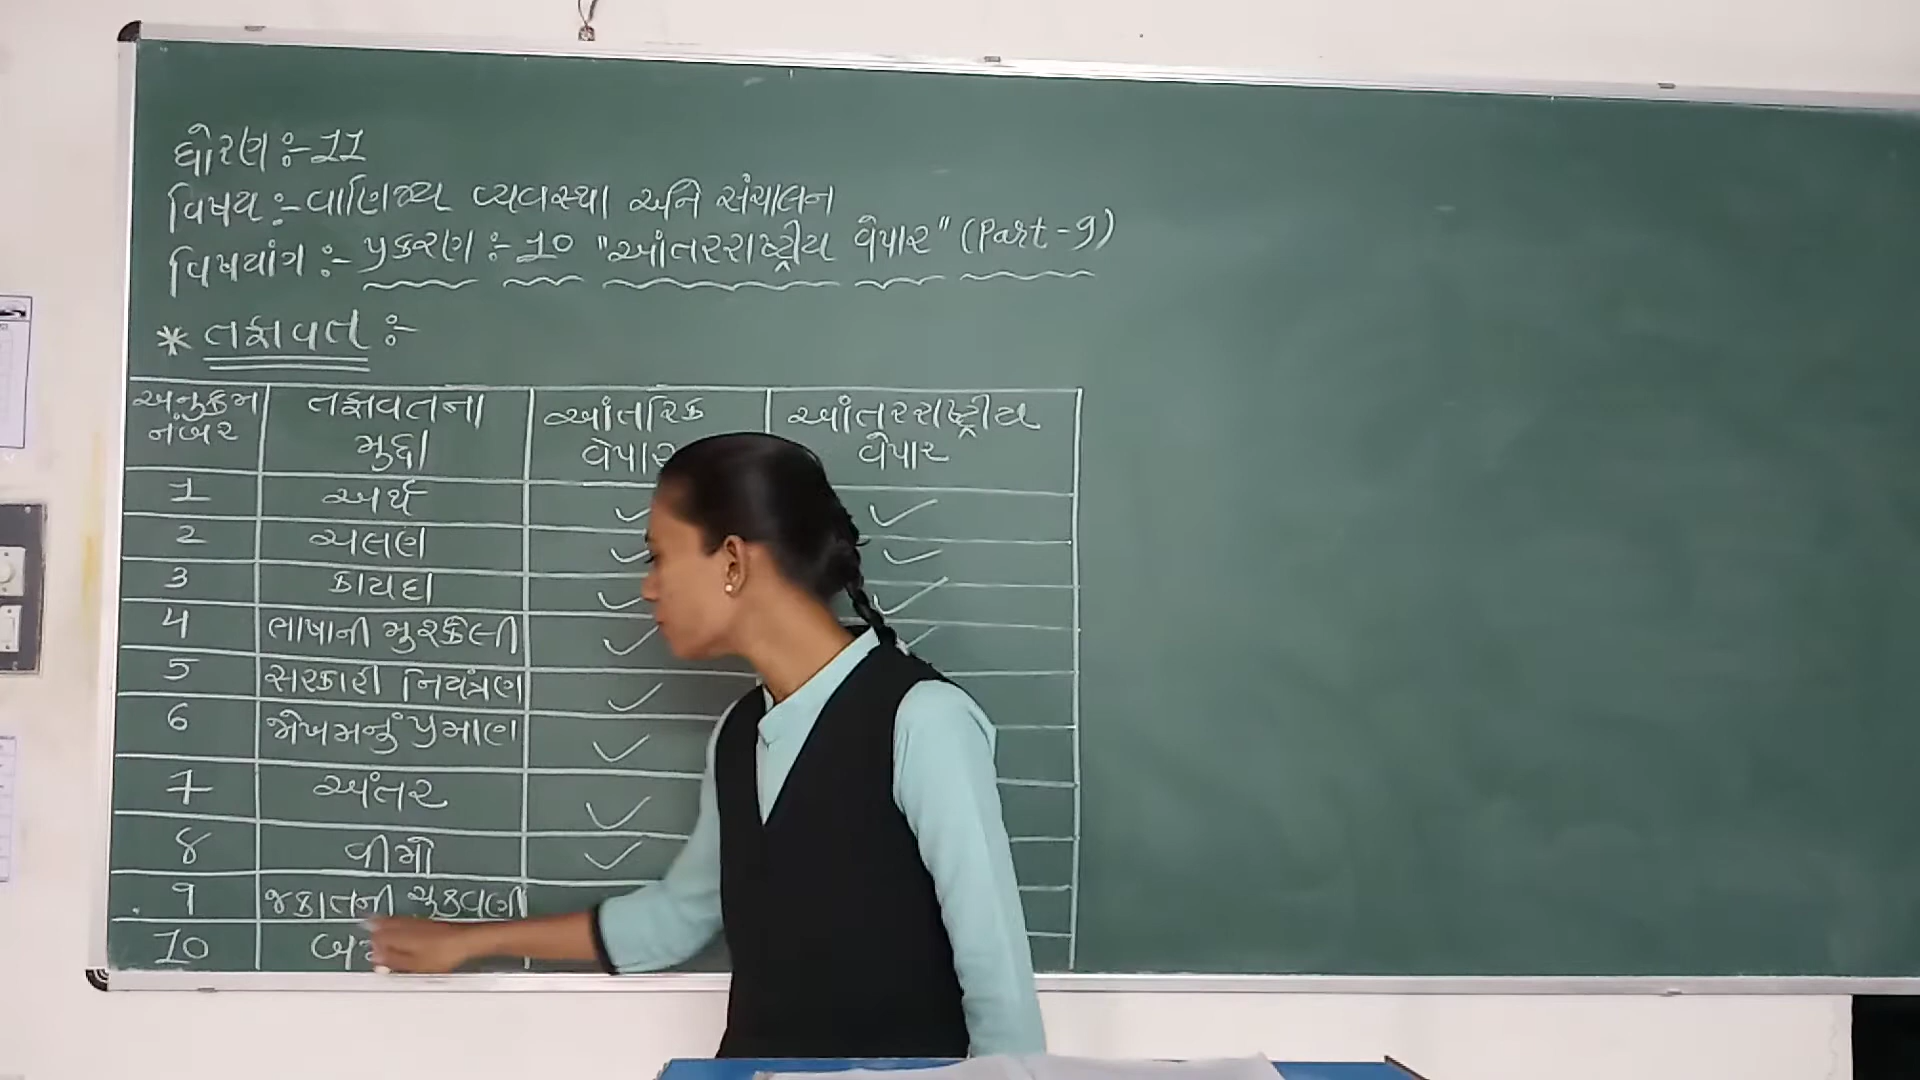 ધોરણ :- 11
વિષય :- વાણિજ્ય વ્યવસ્થા અને સંચાલન
વિષયાંગ :- પ્રકરણ :- 10 "આંતરરાષ્ટ્રીય વેપાર" (Part-9)
* તફાવત :-
અનુક્રમ નંબર તફાવતના મુદ્દા આંતરિક વેપાર આંતરરાષ્ટ્રીય વેપાર
1 અર્થ ✓ ✓
2 ચલણ ✓ ✓
3 કાયદા ✓ ✓
4 ભાષાની મુશ્કેલી ✓ ✓
5 સરકારી નિયંત્રણ ✓
6 જોખમનું પ્રમાણ ✓
7 અંતર ✓
8 વીમો ✓
9 જકાતની ચૂકવણી
10